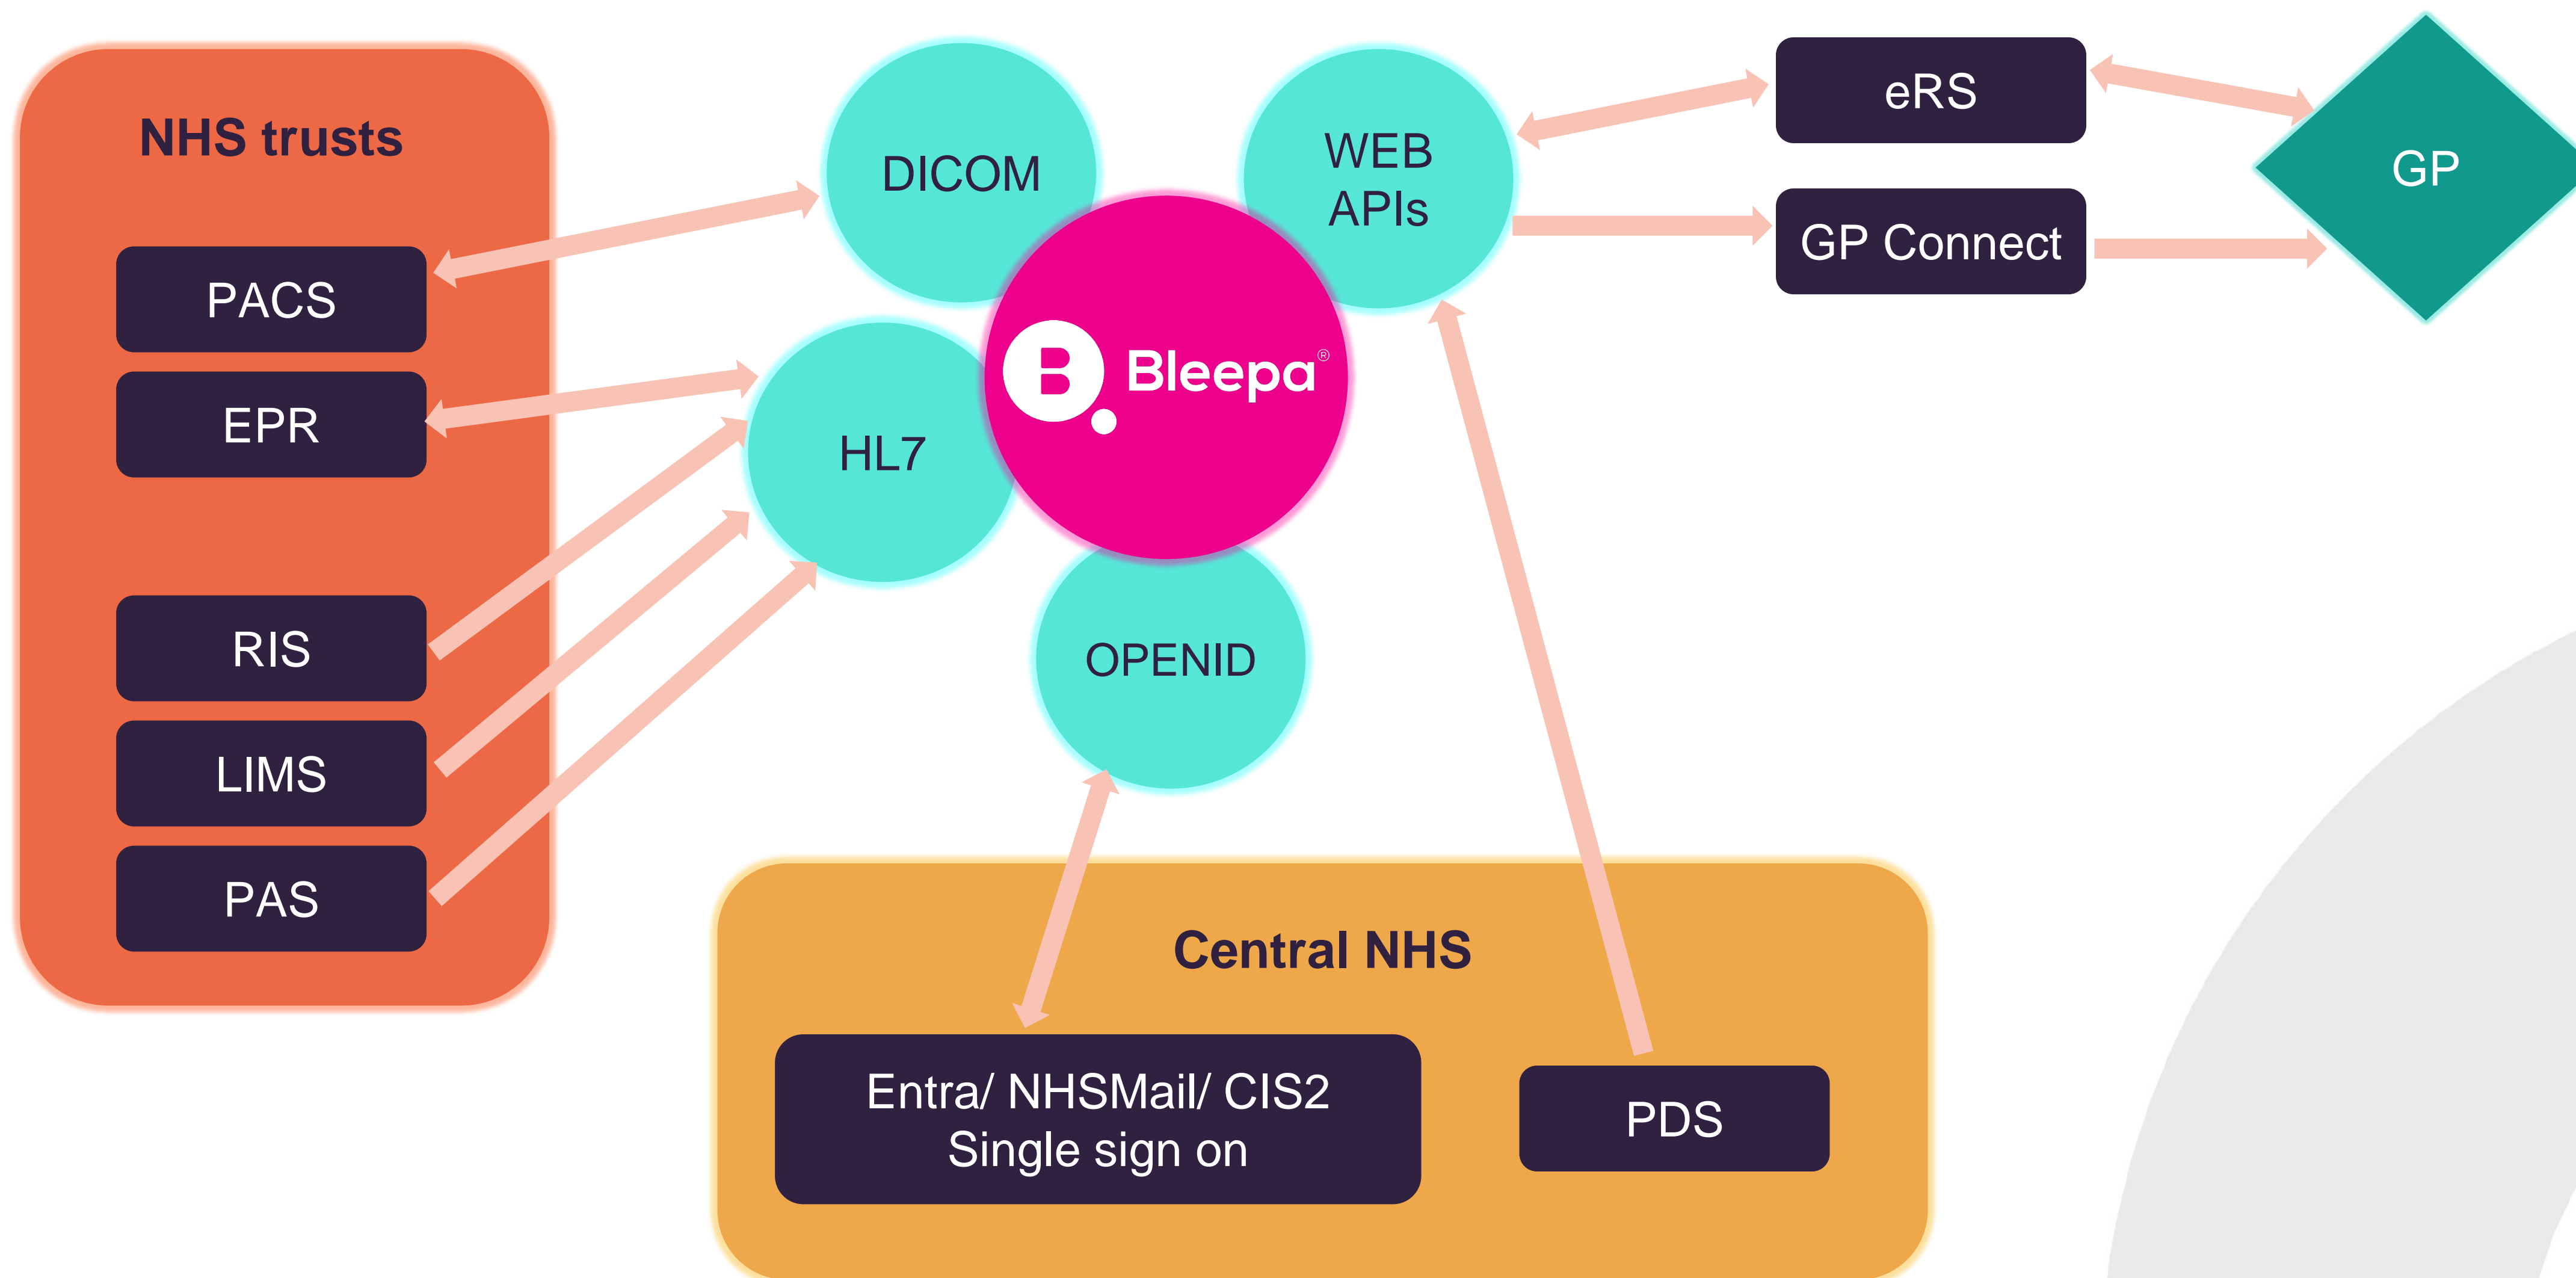 NHS trusts
PACS
EPR
RIS
LIMS
PAS
DICOM
HL7
WEB
APIs
B Bleepa®
OPENID
eRS
GP Connect
GP
Central NHS
Entra/ NHSMail/ CIS2
Single sign on
PDS